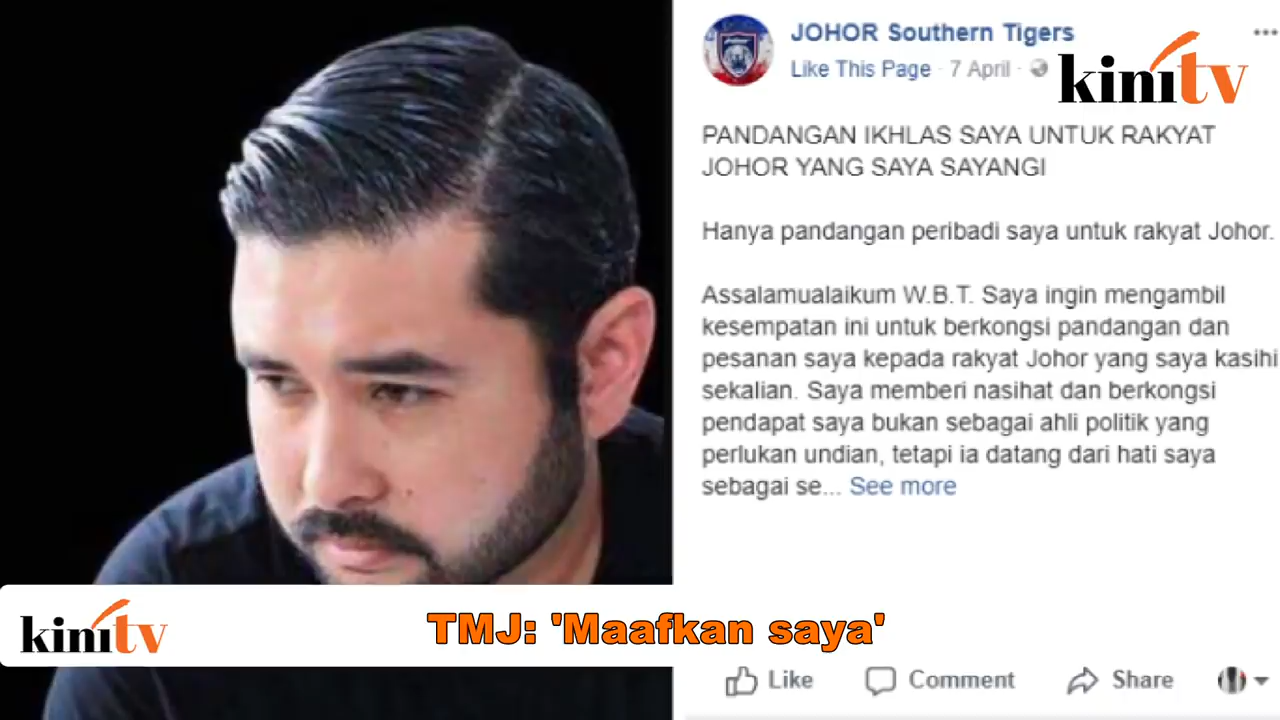 JOHOR Southern Tigers
Like This Page · 7 April ·
kinitv
PANDANGAN IKHLAS SAYA UNTUK RAKYAT
JOHOR YANG SAYA SAYANGI
Hanya pandangan peribadi saya untuk rakyat Johor.
Assalamualaikum W.B.T. Saya ingin mengambil
kesempatan ini untuk berkongsi pandangan dan
pesanan saya kepada rakyat Johor yang saya kasihi
sekalian. Saya memberi nasihat dan berkongsi
pendapat saya bukan sebagai ahli politik yang
perlukan undian, tetapi ia datang dari hati saya
sebagai se... See more
kinitv
TMJ: 'Maafkan saya'
Like Comment Share